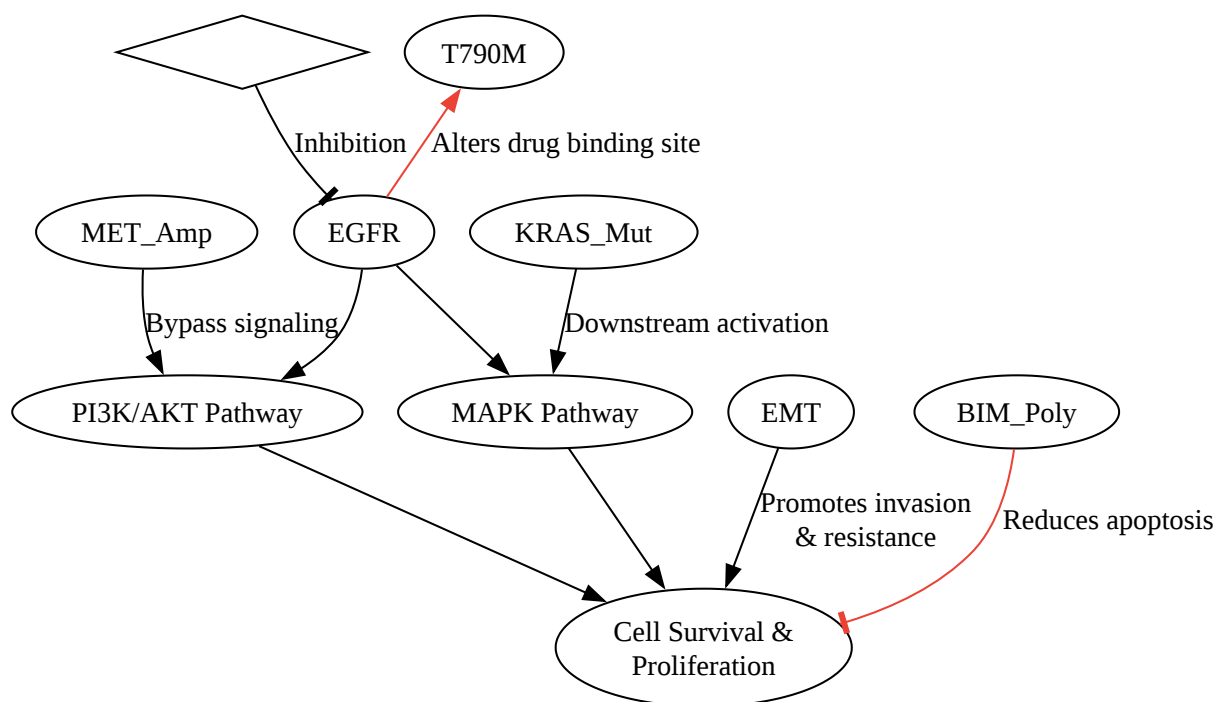 T790M
Inhibition
Alters drug binding site
MET_Amp
EGFR
KRAS_Mut
Bypass signaling
Downstream activation
PI3K/AKT Pathway
MAPK Pathway
EMT
BIM_Poly
Promotes invasion
& resistance
Reduces apoptosis
Cell Survival &
Proliferation